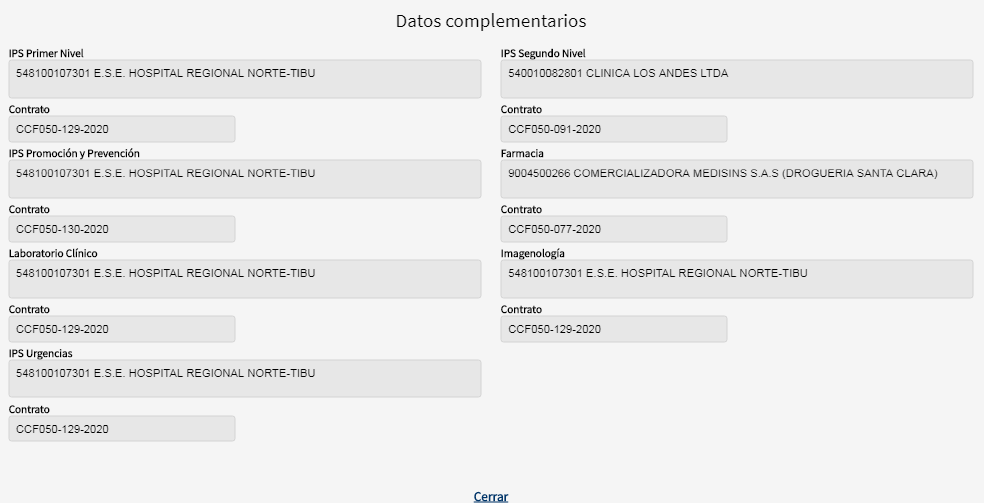 Datos complementarios
IPS Primer Nivel
548100107301 E.S.E. HOSPITAL REGIONAL NORTE-TIBU
Contrato
CCF050-129-2020
IPS Segundo Nivel
540010082801 CLINICA LOS ANDES LTDA
Contrato
CCF050-091-2020
IPS Promoción y Prevención
548100107301 E.S.E. HOSPITAL REGIONAL NORTE-TIBU
Contrato
CCF050-130-2020
Farmacia
9004500266 COMERCIALIZADORA MEDISINS S.A.S (DROGUERIA SANTA CLARA)
Contrato
CCF050-077-2020
Laboratorio Clínico
548100107301 E.S.E. HOSPITAL REGIONAL NORTE-TIBU
Contrato
CCF050-129-2020
Imagenología
548100107301 E.S.E. HOSPITAL REGIONAL NORTE-TIBU
Contrato
CCF050-129-2020
IPS Urgencias
548100107301 E.S.E. HOSPITAL REGIONAL NORTE-TIBU
Contrato
CCF050-129-2020
Cerrar